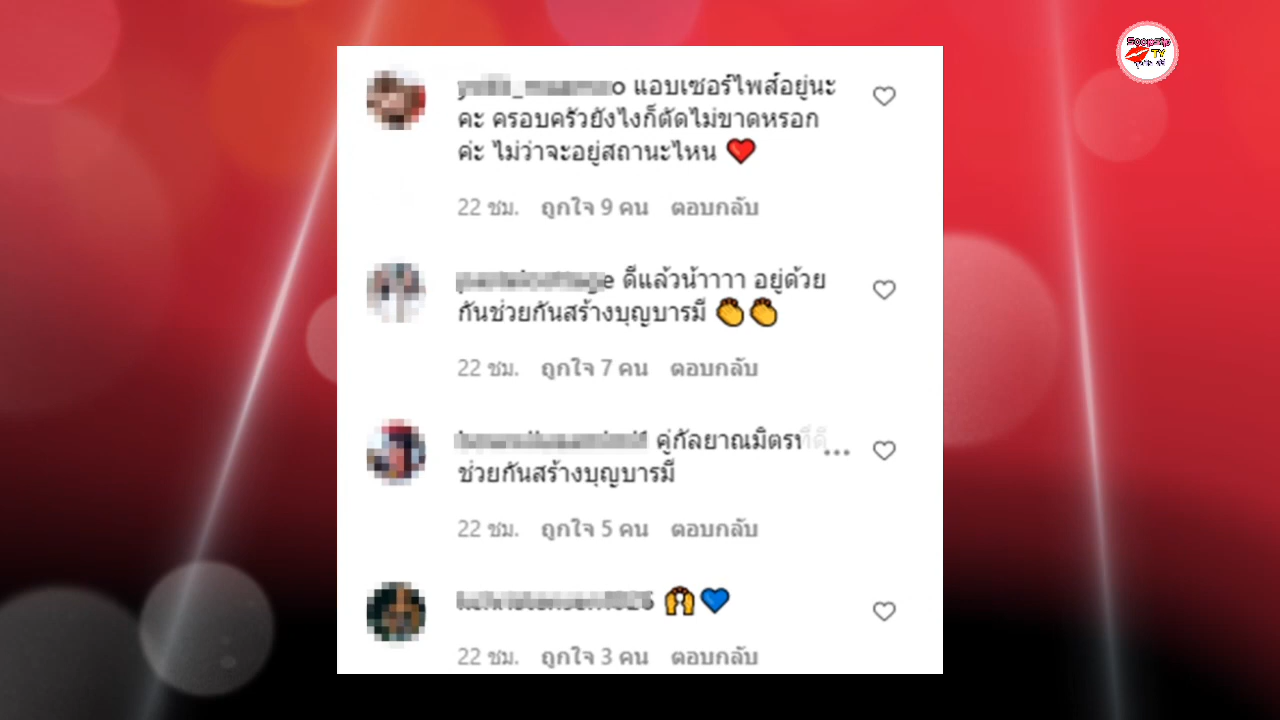 SoopSip
TV
แอบเซอร์ไพส์อยู่นะ
คะ ครอบครัวยังไงก็ตัดไม่ขาดหรอก
ค่ะ ไม่ว่าจะอยู่สถานะไหน ❤️
22 ชม. ถูกใจ 9 คน ตอบกลับ
ดีแล้วน้าาาา อยู่ด้วย
กันช่วยกันสร้างบุญบารมี 👏👏
22 ชม. ถูกใจ 7 คน ตอบกลับ
คู่กัลยาณมิตรที่ดี...
ช่วยกันสร้างบุญบารมี
22 ชม. ถูกใจ 5 คน ตอบกลับ
🙌💙
22 ชม. ถูกใจ 3 คน ตอบกลับ